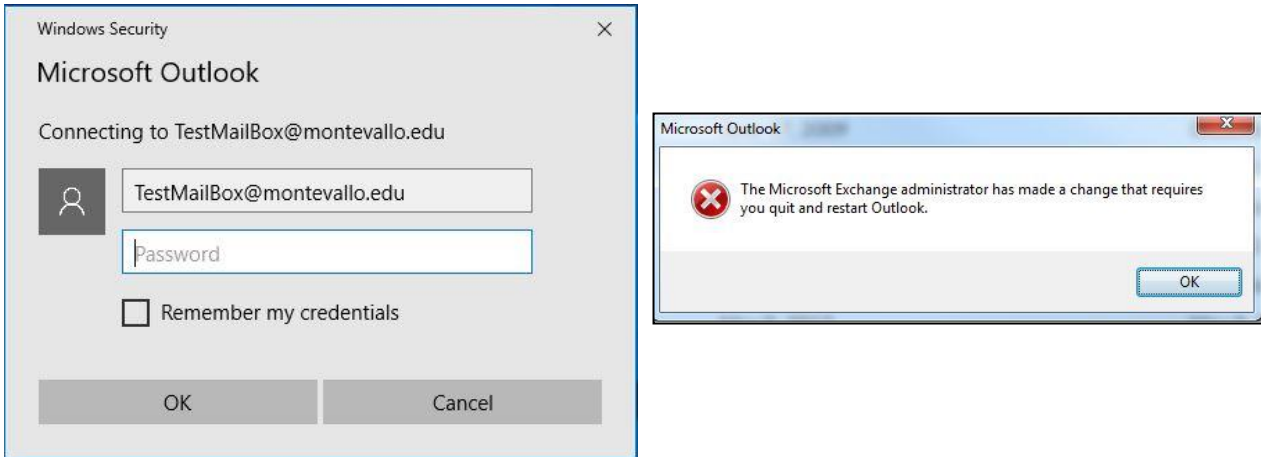 Windows Security
Microsoft Outlook
Connecting to TestMailBox@montevallo.edu
TestMailBox@montevallo.edu
Password
Remember my credentials
OK
Cancel
Microsoft Outlook
The Microsoft Exchange administrator has made a change that requires
you quit and restart Outlook.
OK